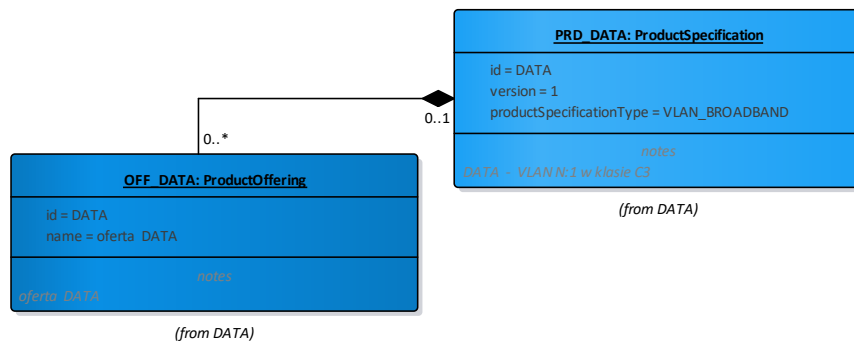 PRD_DATA: ProductSpecification
id = DATA
version = 1
productSpecificationType = VLAN_BROADBAND
notes
DATA - VLAN N:1 w klasie C3
(from DATA)
0..1
0..*
OFF_DATA: ProductOffering
id = DATA
name = oferta DATA
notes
oferta DATA
(from DATA)